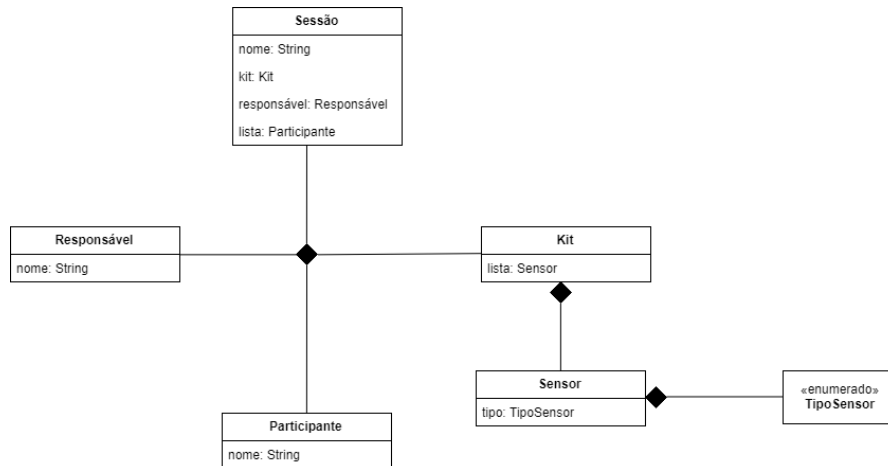 Sessão
nome: String
kit: Kit
responsável: Responsável
lista: Participante
Responsável
nome: String
Kit
lista: Sensor
Sensor
tipo: TipoSensor
«enumerado»
TipoSensor
Participante
nome: String